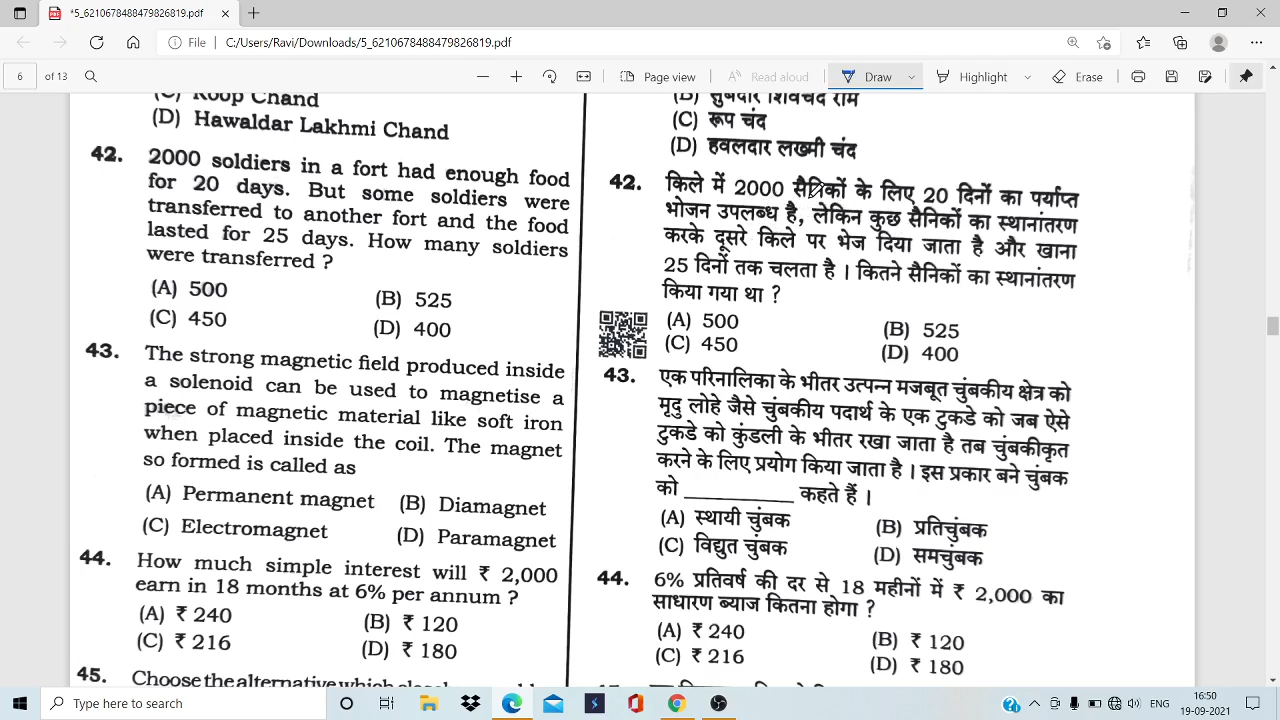 *5_6210678488479826819.pdf
File
C:/Users/Ravi/Downloads/5_6210678488479826819.pdf
6 of 13
Page view
Read aloud
Draw
Highlight
Erase
(C) Roop Chand
(D) Hawaldar Lakhmi Chand
42. 2000 soldiers in a fort had enough food
for 20 days. But some soldiers were
transferred to another fort and the food
lasted for 25 days. How many soldiers
were transferred ?
(A) 500 (B) 525
(C) 450 (D) 400
43. The strong magnetic field produced inside
a solenoid can be used to magnetise a
piece of magnetic material like soft iron
when placed inside the coil. The magnet
so formed is called as
(A) Permanent magnet (B) Diamagnet
(C) Electromagnet (D) Paramagnet
44. How much simple interest will ₹ 2,000
earn in 18 months at 6% per annum ?
(A) ₹ 240 (B) ₹ 120
(C) ₹ 216 (D) ₹ 180
45. Choose the alternative which
(B) सुबेदार शिवचंद राम
(C) रूप चंद
(D) हवलदार लख्मी चंद
42. किले में 2000 सैनिकों के लिए 20 दिनों का पर्याप्त
भोजन उपलब्ध है, लेकिन कुछ सैनिकों का स्थानांतरण
करके दूसरे किले पर भेज दिया जाता है और खाना
25 दिनों तक चलता है । कितने सैनिकों का स्थानांतरण
किया गया था ?
(A) 500 (B) 525
(C) 450 (D) 400
43. एक परिनालिका के भीतर उत्पन्न मजबूत चुंबकीय क्षेत्र को
मृदु लोहे जैसे चुंबकीय पदार्थ के एक टुकडे को जब ऐसे
टुकडे को कुंडली के भीतर रखा जाता है तब चुंबकीकृत
करने के लिए प्रयोग किया जाता है । इस प्रकार बने चुंबक
को __________ कहते हैं ।
(A) स्थायी चुंबक (B) प्रतिचुंबक
(C) विद्युत चुंबक (D) समचुंबक
44. 6% प्रतिवर्ष की दर से 18 महीनों में ₹ 2,000 का
साधारण ब्याज कितना होगा ?
(A) ₹ 240 (B) ₹ 120
(C) ₹ 216 (D) ₹ 180
Type here to search
ENG
16:50
19-09-2021